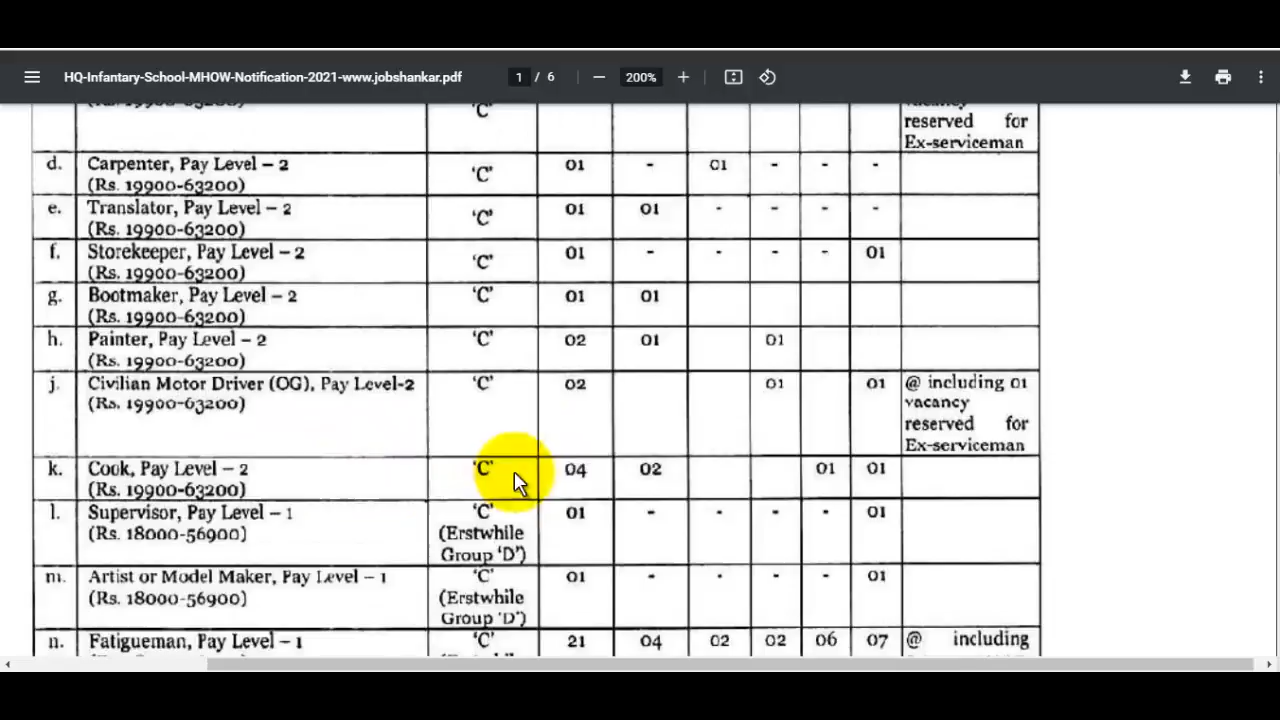 HQ-Infantary-School-MHOW-Notification-2021-www.jobshankar.pdf 1 / 6 200%
(Rs. 19900-63200) 'C' vacancy
reserved for
Ex-serviceman
d. Carpenter, Pay Level – 2 'C' 01 - 01 - - -
(Rs. 19900-63200)
e. Translator, Pay Level – 2 'C' 01 01 - - - -
(Rs. 19900-63200)
f. Storekeeper, Pay Level – 2 'C' 01 - - - - 01
(Rs. 19900-63200)
g. Bootmaker, Pay Level – 2 'C' 01 01
(Rs. 19900-63200)
h. Painter, Pay Level – 2 'C' 02 01 01
(Rs. 19900-63200)
j. Civilian Motor Driver (OG), Pay Level-2 'C' 02 01 01 @ including 01
(Rs. 19900-63200) vacancy
reserved for
Ex-serviceman
k. Cook, Pay Level – 2 'C' 04 02 01 01
(Rs. 19900-63200)
l. Supervisor, Pay Level – 1 'C' 01 - - - - 01
(Rs. 18000-56900) (Erstwhile
Group 'D')
m. Artist or Model Maker, Pay Level – 1 'C' 01 - - - - 01
(Rs. 18000-56900) (Erstwhile
Group 'D')
n. Fatigueman, Pay Level – 1 'C' 21 04 02 02 06 07 @ including